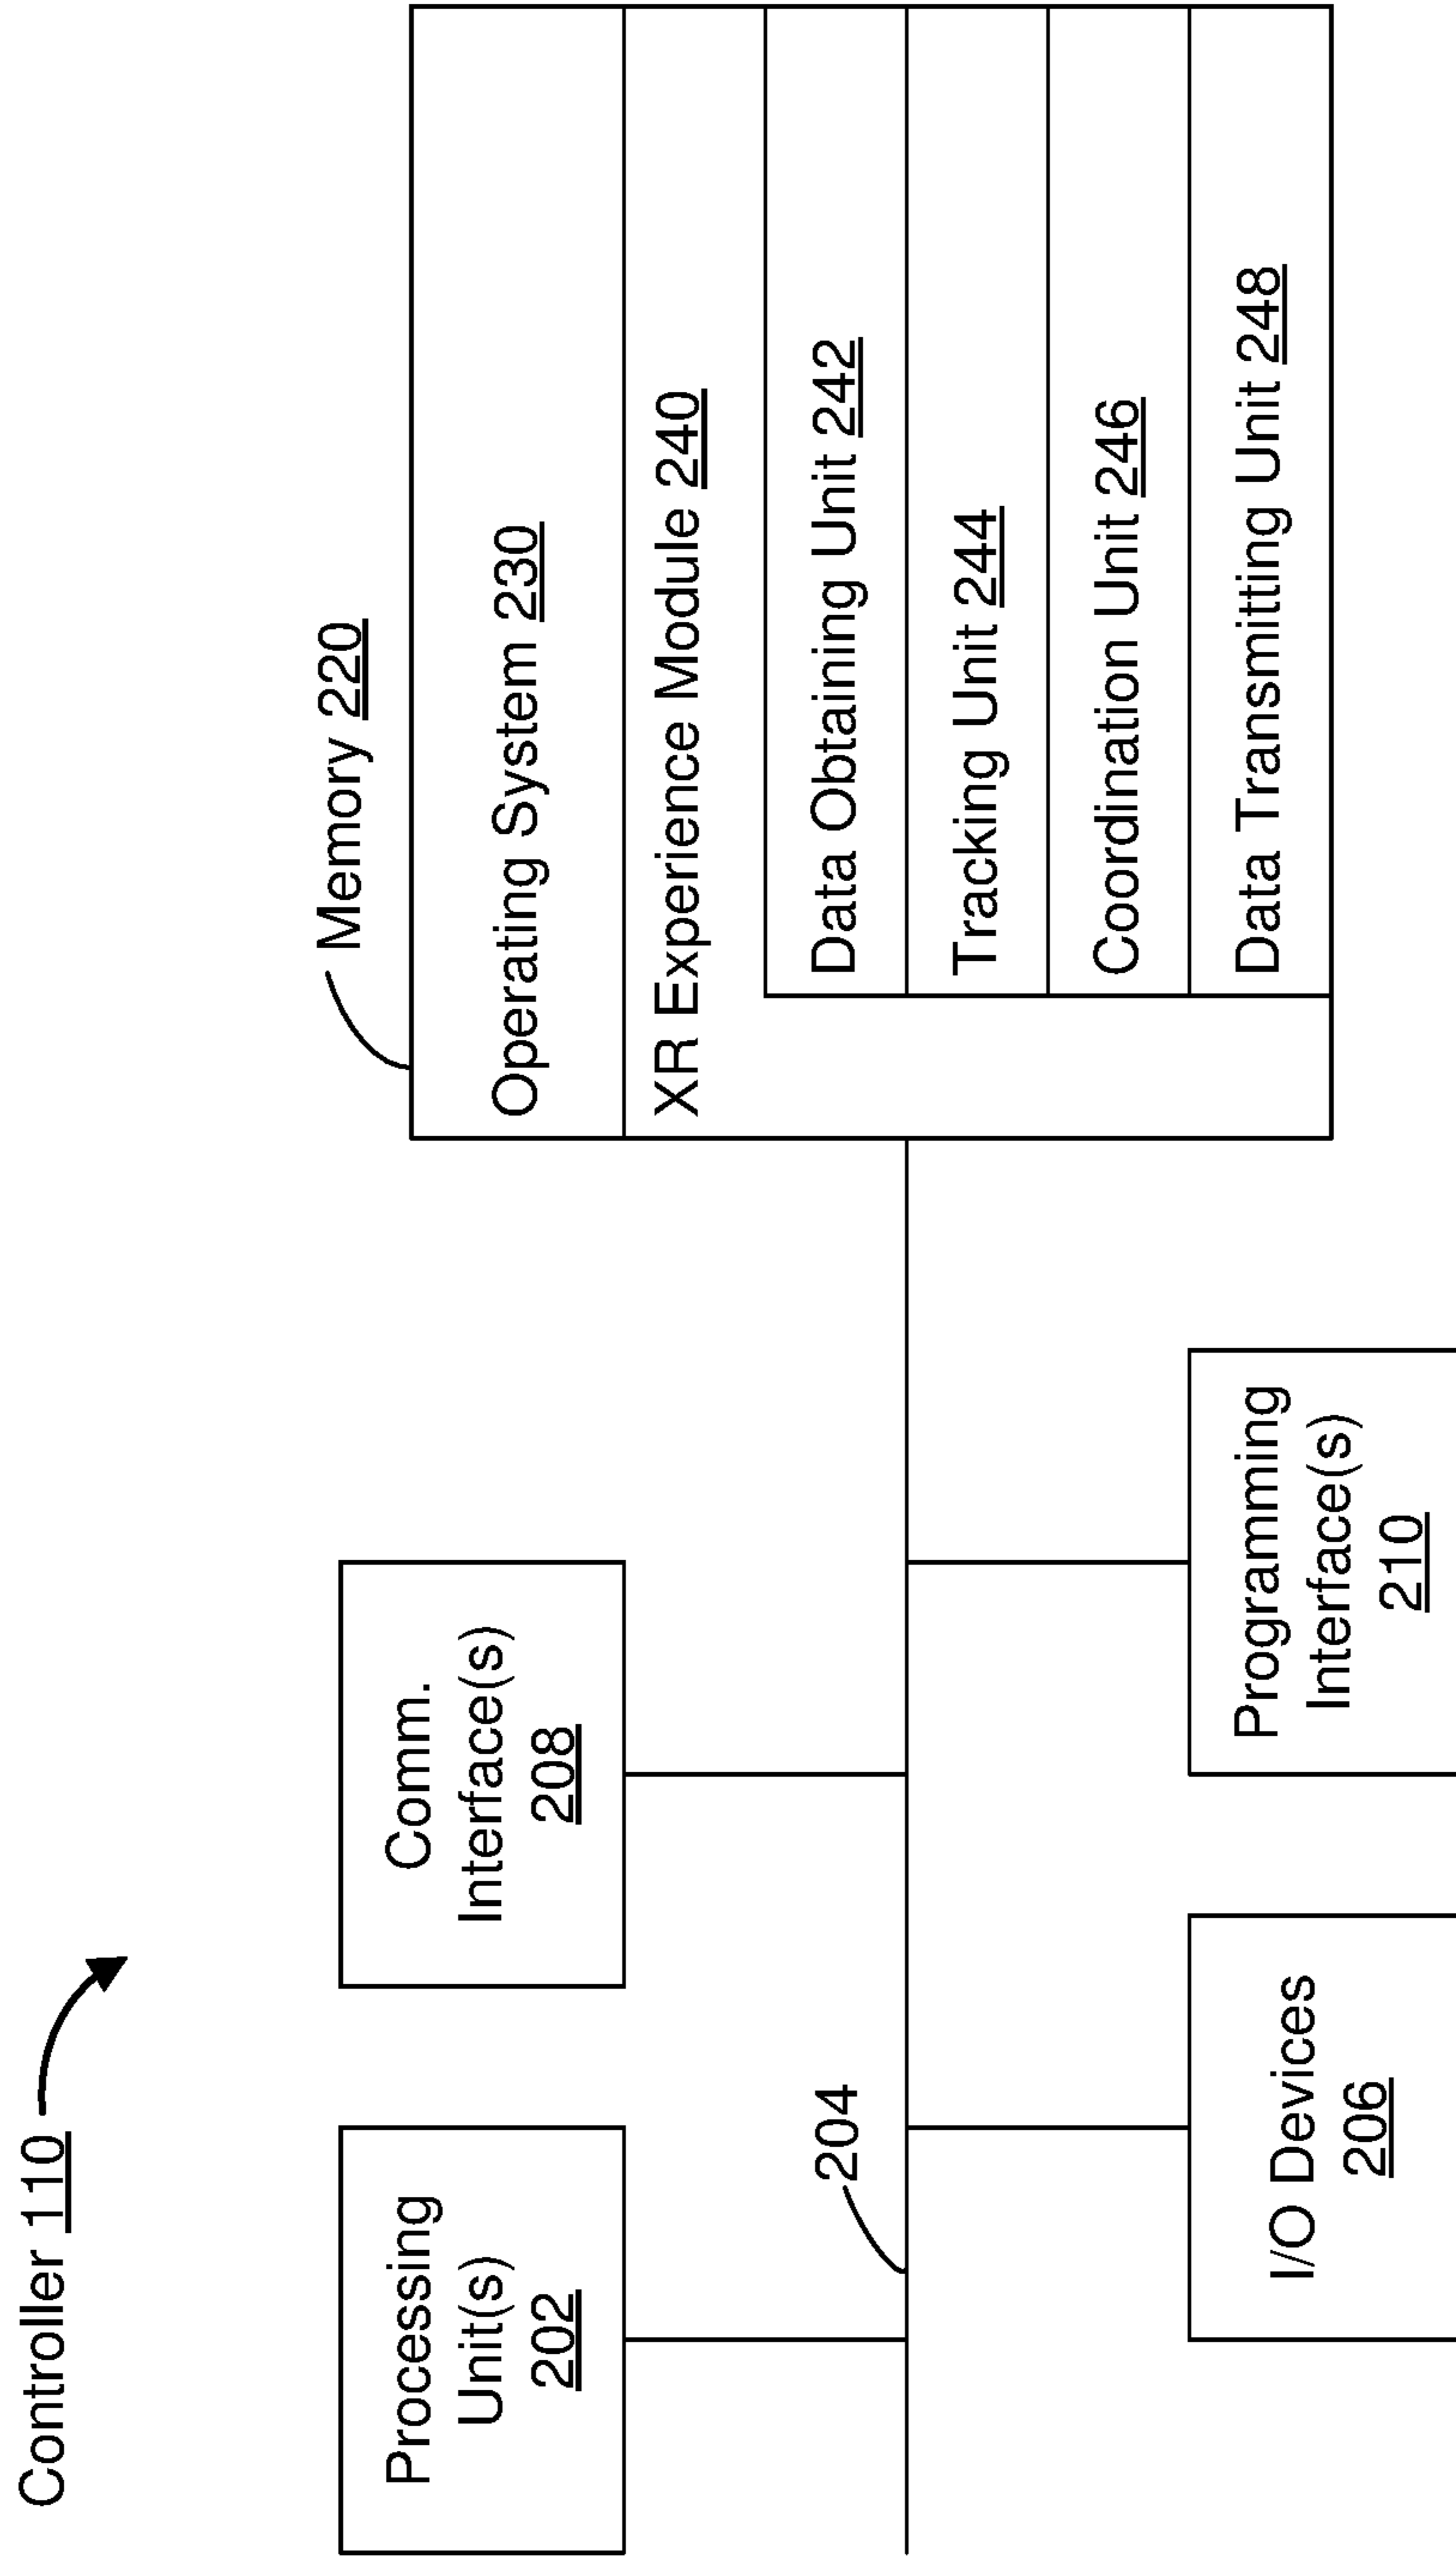 Controller 110
Processing
Unit(s)
202
Comm.
Interface(s)
208
204
I/O Devices
206
Programming
Interface(s)
210
Memory 220
Operating System 230
XR Experience Module 240
Data Obtaining Unit 242
Tracking Unit 244
Coordination Unit 246
Data Transmitting Unit 248